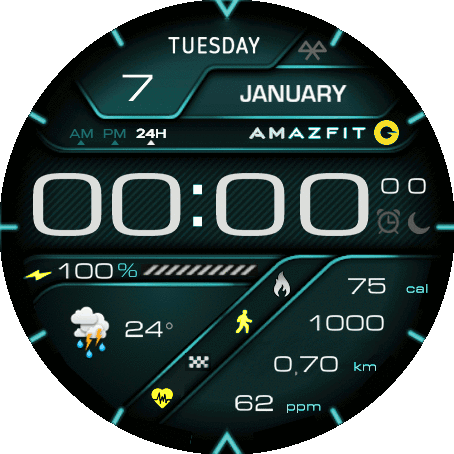 TUESDAY
7
JANUARY
AM PM 24H
AMAZFIT
00:00 00
100%
75 cal
24°
1000
0,70 km
62 ppm